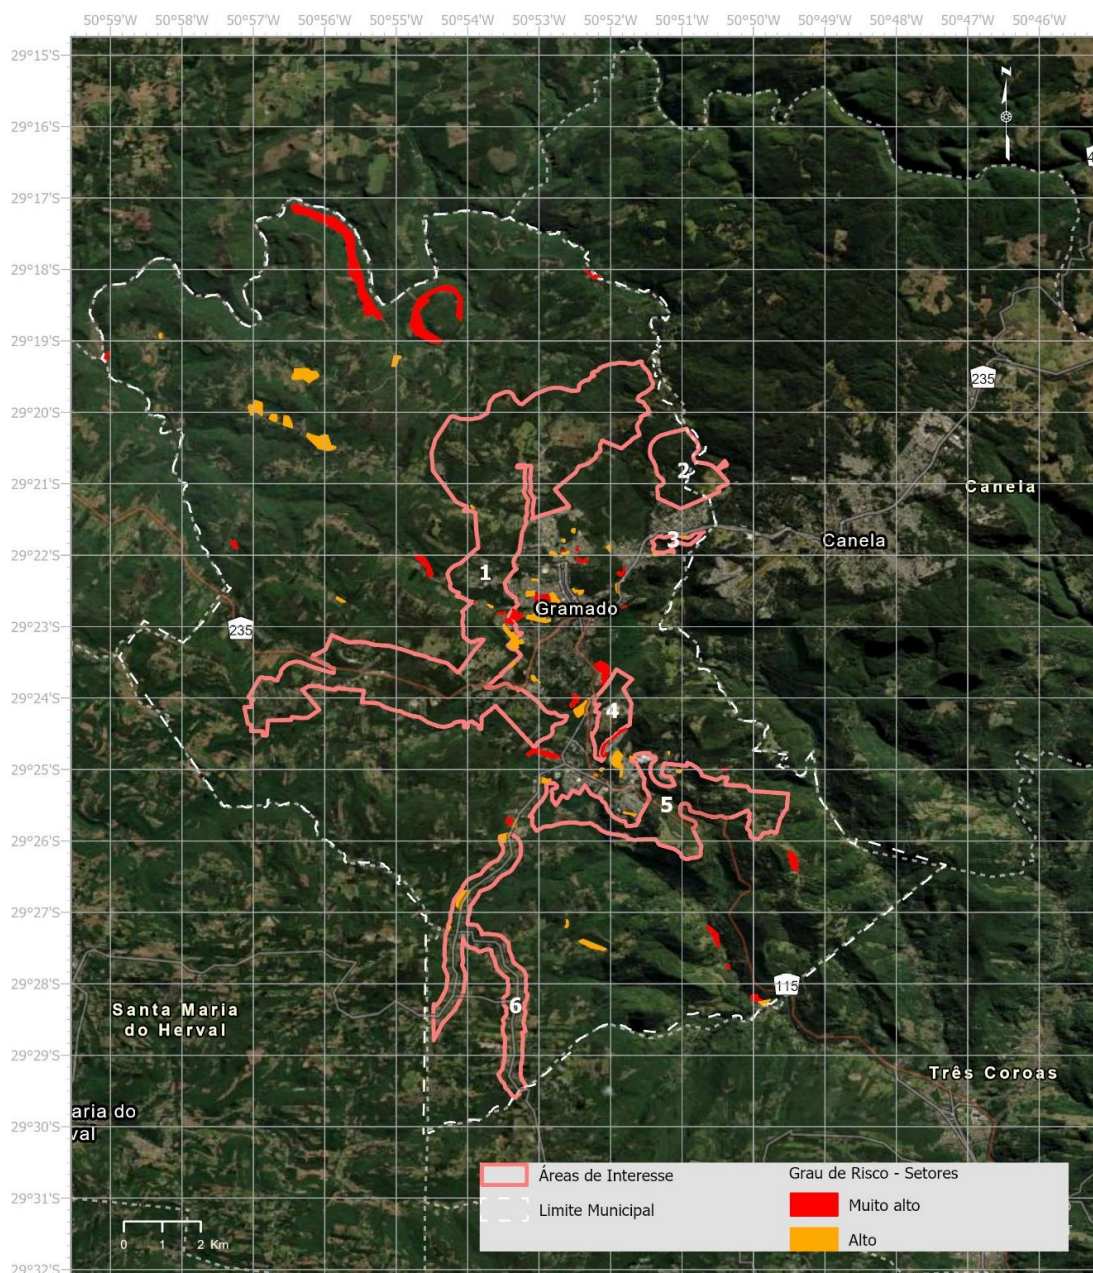 50°59'W 50°58'W 50°57'W 50°56'W 50°55'W 50°54'W 50°53'W 50°52'W 50°51'W 50°50'W 50°49'W 50°48'W 50°47'W 50°46'W
29°15'S
29°16'S
29°17'S
29°18'S
29°19'S
29°20'S
29°21'S
29°22'S
29°23'S
29°24'S
29°25'S
29°26'S
29°27'S
29°28'S
29°29'S
29°30'S
29°31'S
29°32'S
N
4
235
2
Canela
3
Canela
1
Gramado
235
4
5
115
6
Santa Maria
do Herval
Três Coroas
aria do
val
Áreas de Interesse
Limite Municipal
Grau de Risco - Setores
Muito alto
Alto
0 1 2 Km